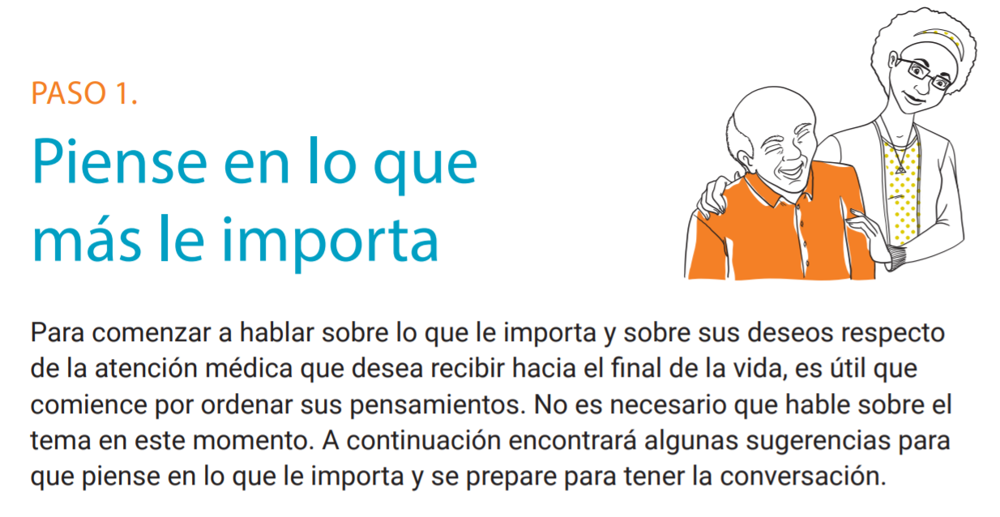 PASO 1.
Piense en lo que
más le importa
Para comenzar a hablar sobre lo que le importa y sobre sus deseos respecto
de la atención médica que desea recibir hacia el final de la vida, es útil que
comience por ordenar sus pensamientos. No es necesario que hable sobre el
tema en este momento. A continuación encontrará algunas sugerencias para
que piense en lo que le importa y se prepare para tener la conversación.